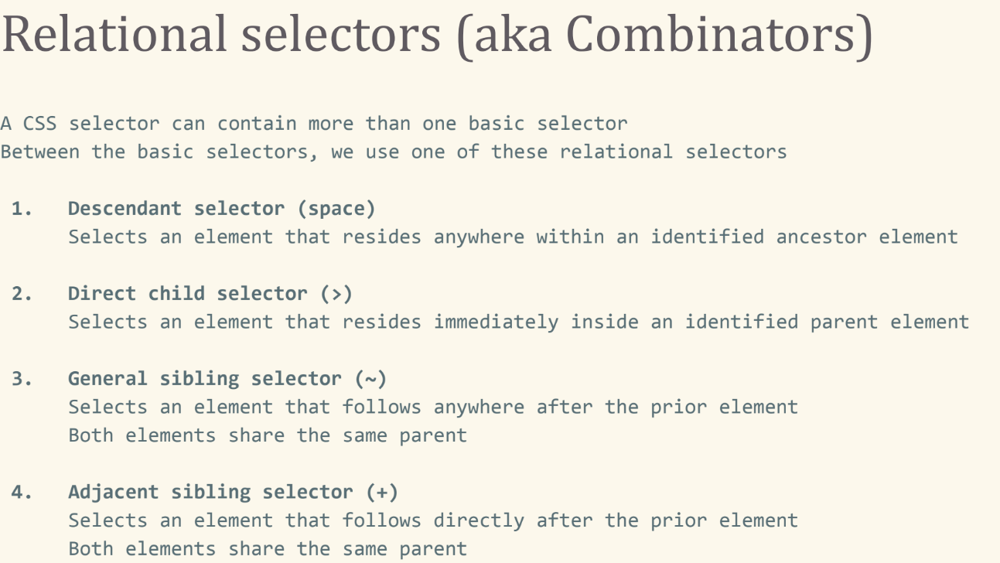 Relational selectors (aka Combinators)
A CSS selector can contain more than one basic selector
Between the basic selectors, we use one of these relational selectors
1. Descendant selector (space)
Selects an element that resides anywhere within an identified ancestor element
2. Direct child selector (>)
Selects an element that resides immediately inside an identified parent element
3. General sibling selector (~)
Selects an element that follows anywhere after the prior element
Both elements share the same parent
4. Adjacent sibling selector (+)
Selects an element that follows directly after the prior element
Both elements share the same parent